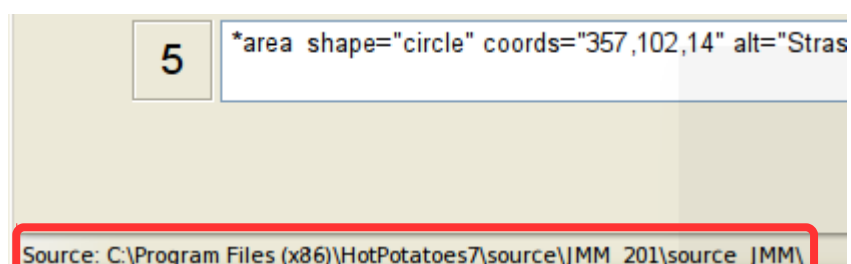 5
*area shape="circle" coords="357,102,14" alt="Stras
Source: C:\Program Files (x86)\HotPotatoes7\source\JMM_201\source_JMM\